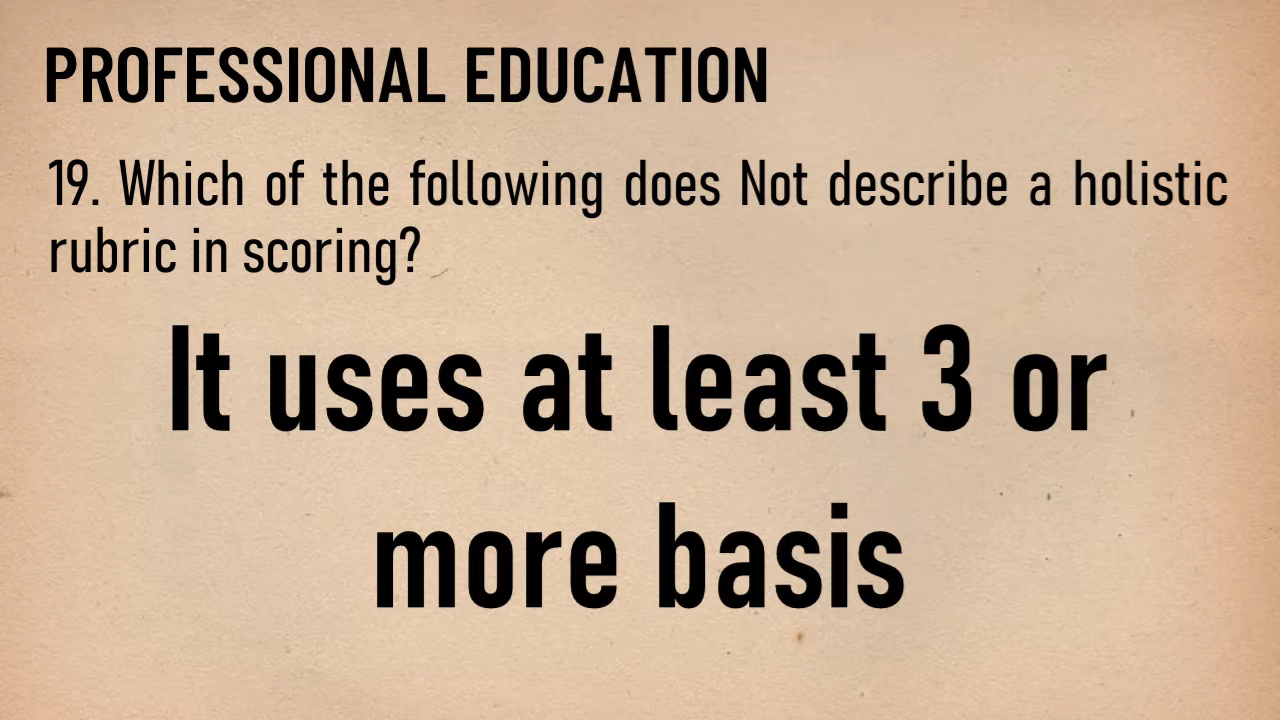 PROFESSIONAL EDUCATION
19. Which of the following does Not describe a holistic
rubric in scoring?
It uses at least 3 or
more basis